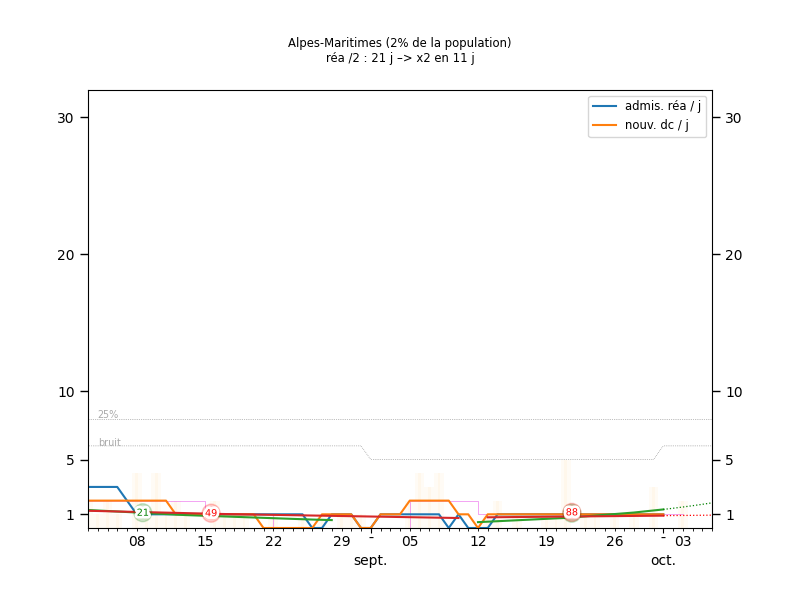 Alpes-Maritimes (2% de la population)
réa /2 : 21 j –> x2 en 11 j
admis. réa / j
nouv. dc / j
30 30
20 20
10 10
25%
bruit
5 5
1 1
21 49 88
08 15 22 29 - 05 12 19 26 - 03
sept. oct.